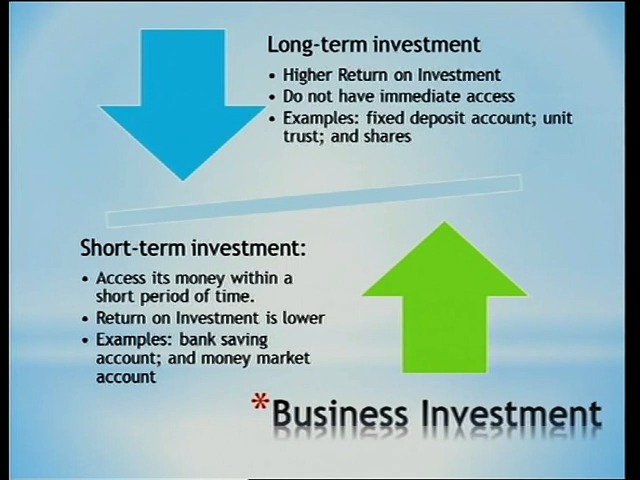 Long-term investment
• Higher Return on Investment
• Do not have immediate access
• Examples: fixed deposit account; unit
trust; and shares
Short-term investment:
• Access its money within a
short period of time.
• Return on Investment is lower
• Examples: bank saving
account; and money market
account
*Business Investment